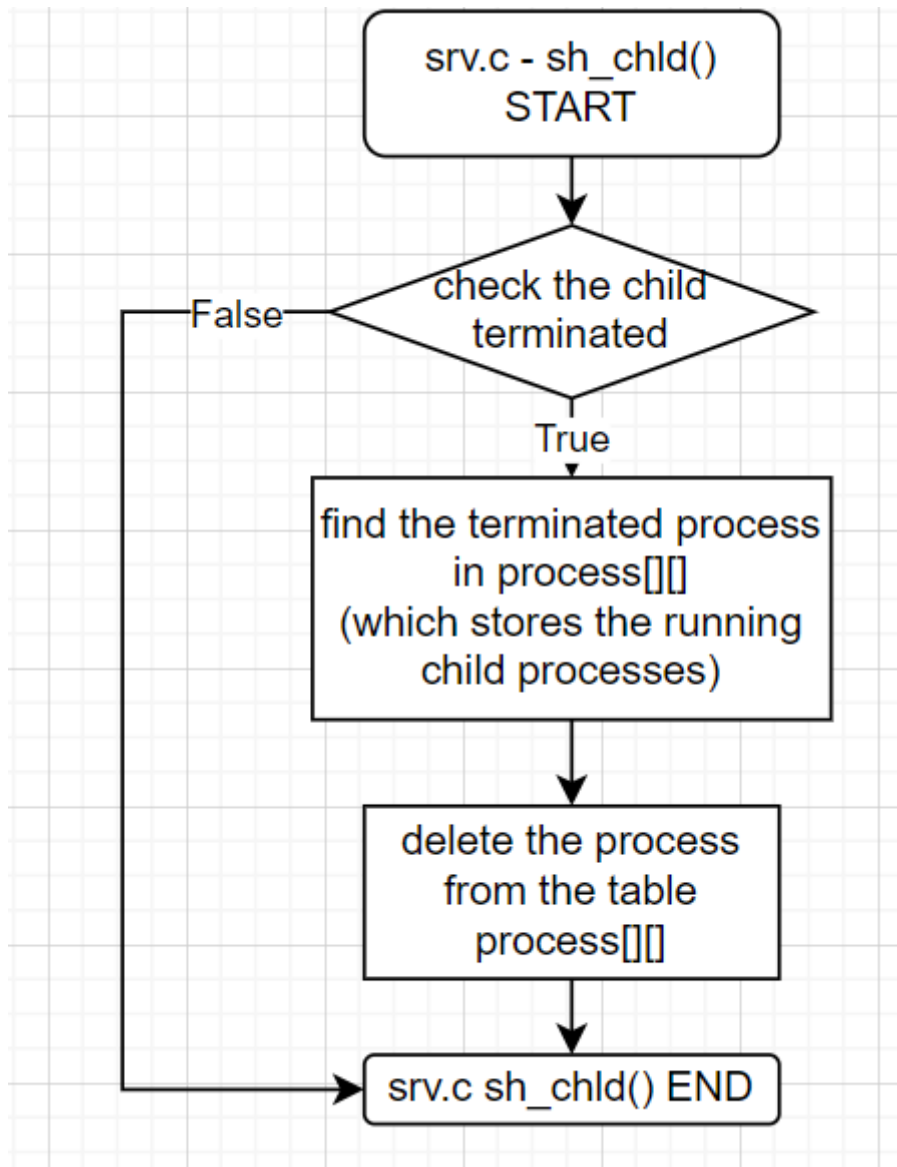 srv.c - sh_chld()
START
check the child
terminated
False
True
find the terminated process
in process[][]
(which stores the running
child processes)
delete the process
from the table
process[][]
srv.c sh_chld() END